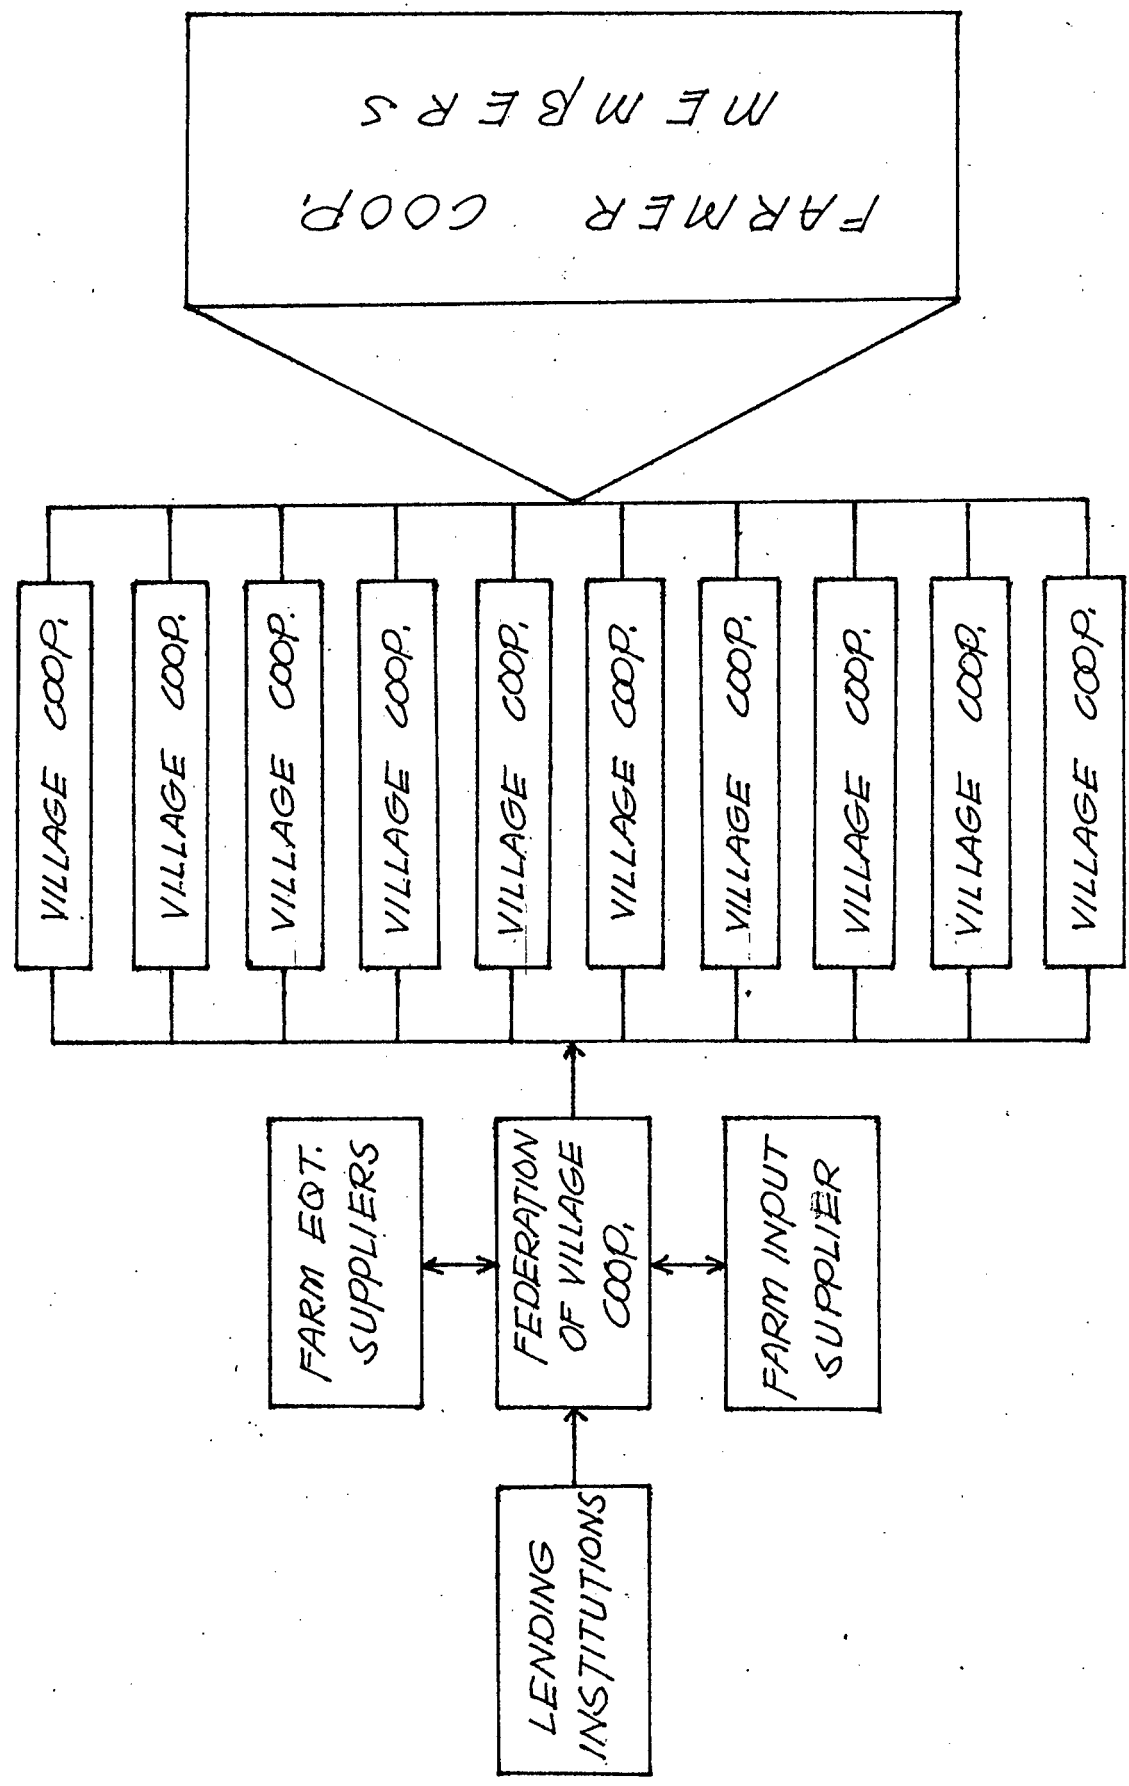 LENDING
INSTITUTIONS
FARM EQT.
SUPPLIERS
FEDERATION
OF VILLAGE
COOP.
FARM INPUT
SUPPLIER
VILLAGE COOP.
VILLAGE COOP.
VILLAGE COOP.
VILLAGE COOP.
VILLAGE COOP.
VILLAGE COOP.
VILLAGE COOP.
VILLAGE COOP.
VILLAGE COOP.
VILLAGE COOP.
FARMER COOP.
MEMBERS